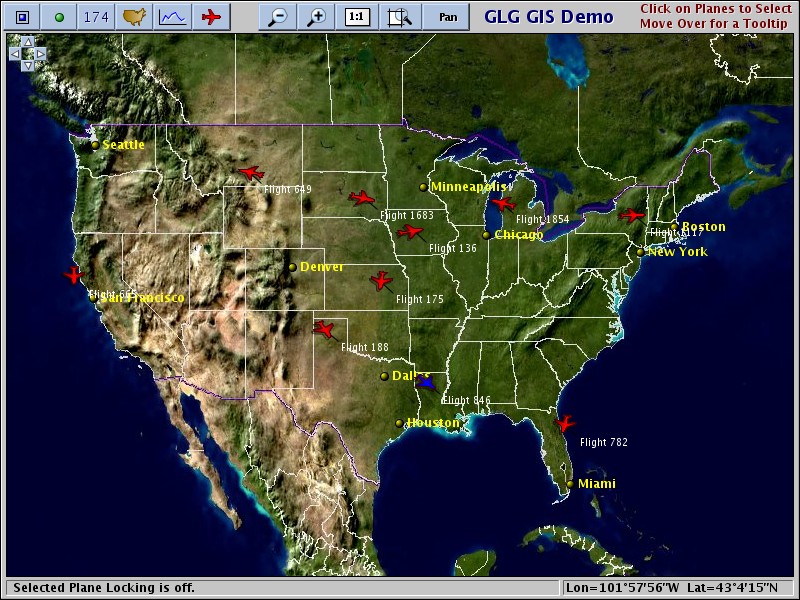 174
1:1
Pan
GLG GIS Demo
Click on Planes to Select
Move Over for a Tooltip
Seattle
Flight 649
Minneapolis
Flight 1683
Flight 1854
Boston
Flight 117
Chicago
Flight 136
New York
Denver
Flight 665
San Francisco
Flight 175
Flight 188
Dallas
Flight 846
Houston
Flight 782
Miami
Selected Plane Locking is off.
Lon=101°57'56"W Lat=43°4'15"N